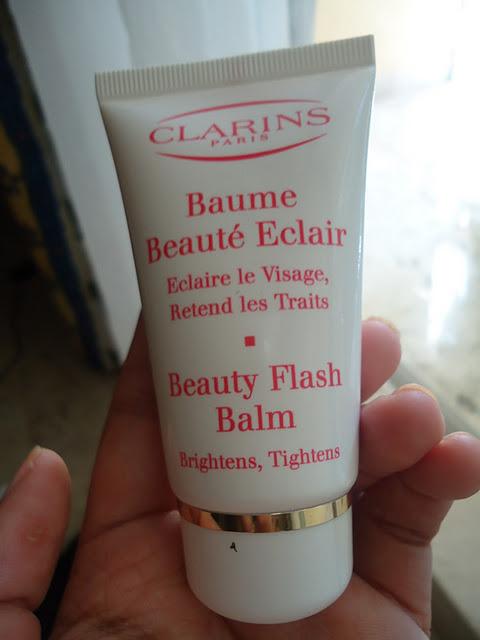 CLARINS
PARIS
Baume
Beauté Eclair
Eclaire le Visage,
Retend les Traits
Beauty Flash
Balm
Brightens, Tightens